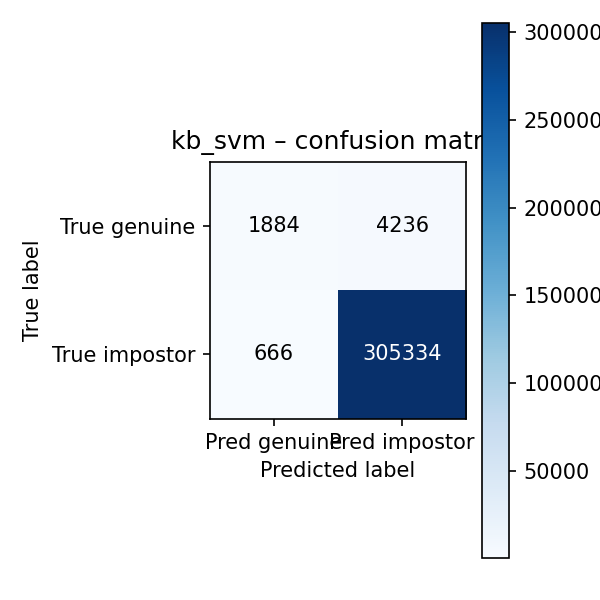 kb_svm – confusion matr
True genuine
1884
4236
True impostor
666
305334
True label
Pred genuine
Pred impostor
Predicted label
300000
250000
200000
150000
100000
50000